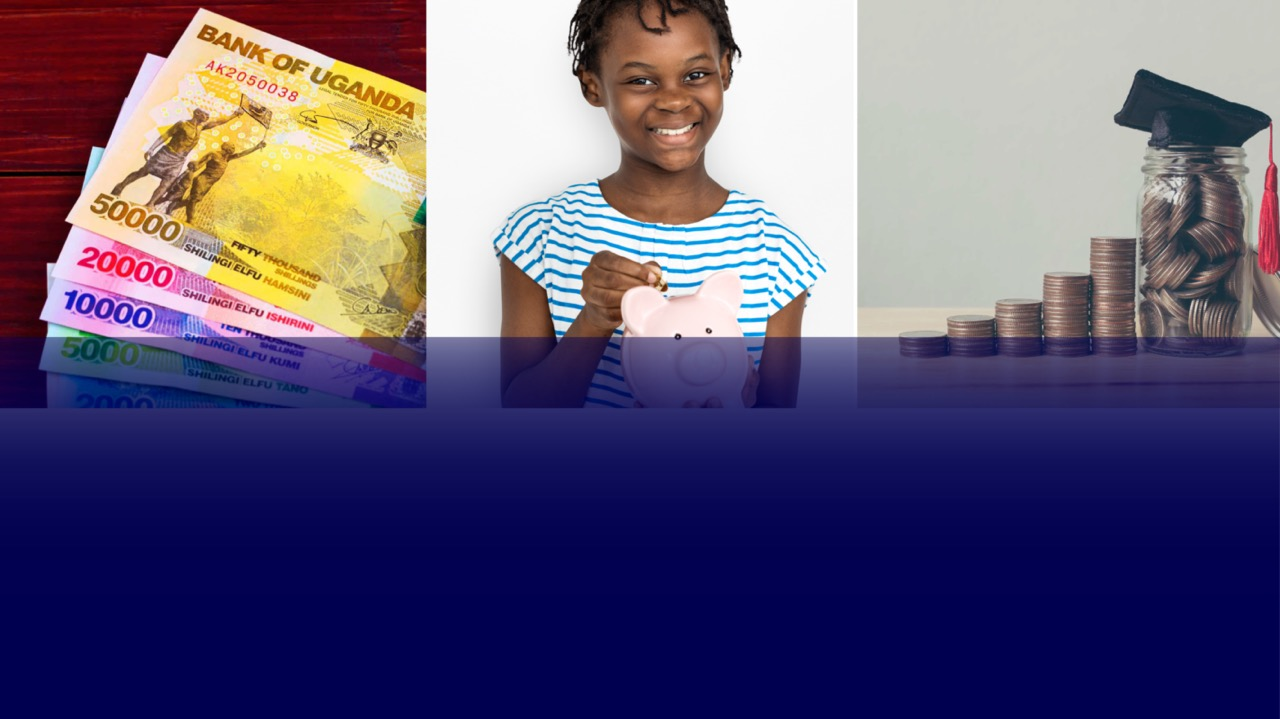 BANK OF UGANDA
AK2050038
50000
FIFTY THOUSAND
SHILLINGS
SHILINGI ELFU HAMSINI
20000
SHILINGI ELFU ISHIRINI
10000
TEN THOUSAND
SHILLINGS
SHILINGI ELFU KUMI
5000
SHILINGI ELFU TANO
2000